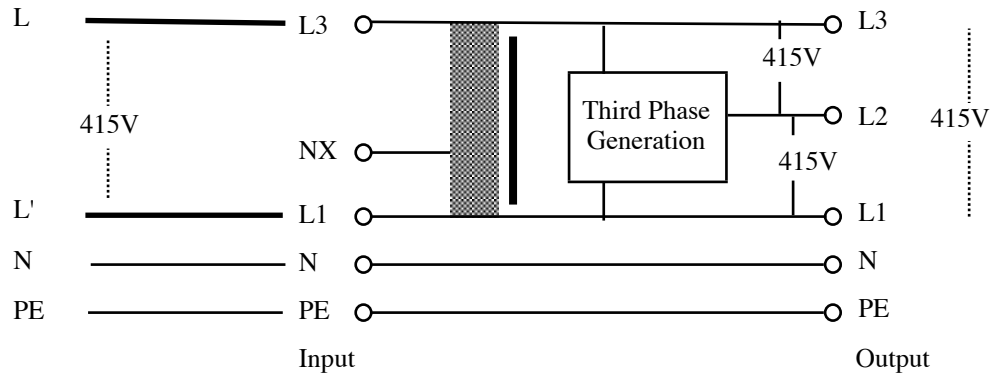 L
L3
L3
415V
Third Phase
Generation
L2
415V
415V
NX
415V
L'
L1
L1
N
N
N
PE
PE
PE
Input
Output